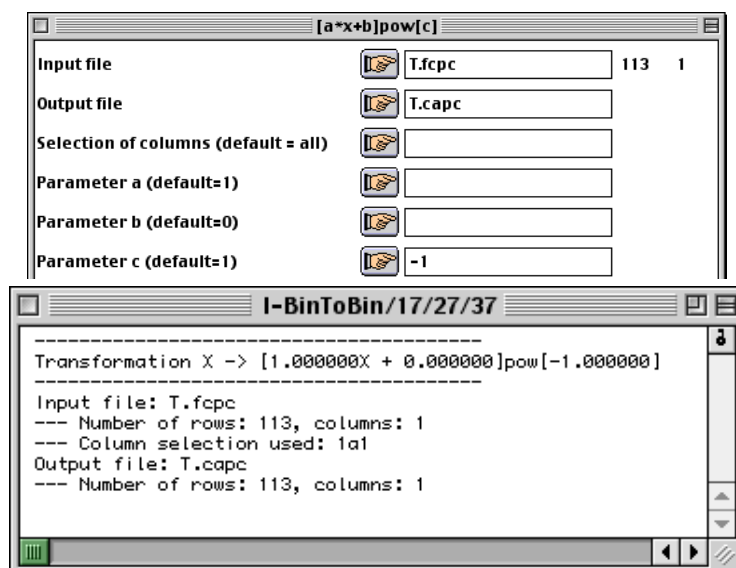 [a*x+b]pow[c]
Input file T.fcpc 113 1
Output file T.capc
Selection of columns (default = all)
Parameter a (default=1)
Parameter b (default=0)
Parameter c (default=1) -1
I-BinToBin/17/27/37
----------------------------------------
Transformation X -> [1.000000X + 0.000000]pow[-1.000000]
----------------------------------------
Input file: T.fcpc
--- Number of rows: 113, columns: 1
--- Column selection used: 1a1
Output file: T.capc
--- Number of rows: 113, columns: 1